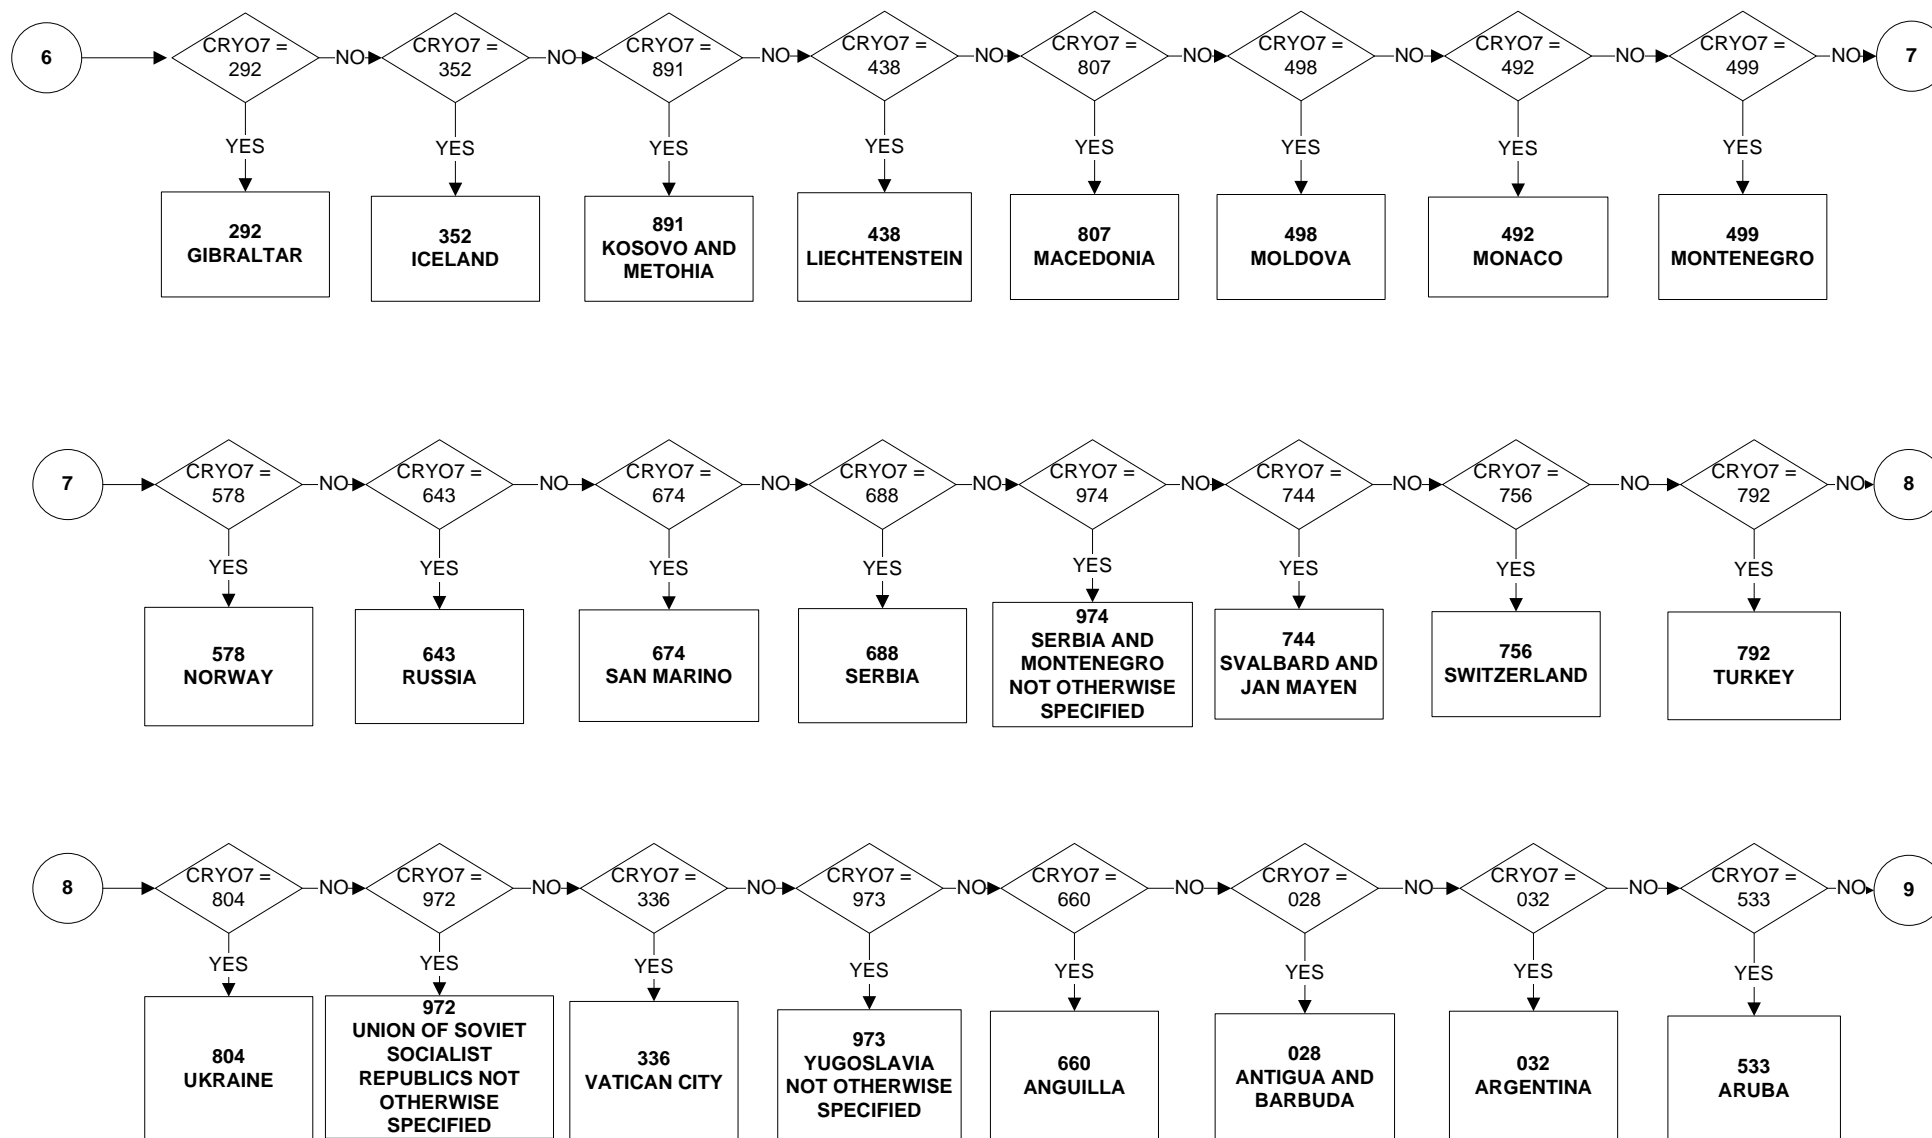 6
CRYO7 =
292
NO
CRYO7 =
352
NO
CRYO7 =
891
NO
CRYO7 =
438
NO
CRYO7 =
807
NO
CRYO7 =
498
NO
CRYO7 =
492
NO
CRYO7 =
499
NO
7
YES
YES
YES
YES
YES
YES
YES
YES
292
GIBRALTAR
352
ICELAND
891
KOSOVO AND
METOHIA
438
LIECHTENSTEIN
807
MACEDONIA
498
MOLDOVA
492
MONACO
499
MONTENEGRO
7
CRYO7 =
578
NO
CRYO7 =
643
NO
CRYO7 =
674
NO
CRYO7 =
688
NO
CRYO7 =
974
NO
CRYO7 =
744
NO
CRYO7 =
756
NO
CRYO7 =
792
NO
8
YES
YES
YES
YES
YES
YES
YES
YES
578
NORWAY
643
RUSSIA
674
SAN MARINO
688
SERBIA
974
SERBIA AND
MONTENEGRO
NOT OTHERWISE
SPECIFIED
744
SVALBARD AND
JAN MAYEN
756
SWITZERLAND
792
TURKEY
8
CRYO7 =
804
NO
CRYO7 =
972
NO
CRYO7 =
336
NO
CRYO7 =
973
NO
CRYO7 =
660
NO
CRYO7 =
028
NO
CRYO7 =
032
NO
CRYO7 =
533
NO
9
YES
YES
YES
YES
YES
YES
YES
YES
804
UKRAINE
972
UNION OF SOVIET
SOCIALIST
REPUBLICS NOT
OTHERWISE
SPECIFIED
336
VATICAN CITY
973
YUGOSLAVIA
NOT OTHERWISE
SPECIFIED
660
ANGUILLA
028
ANTIGUA AND
BARBUDA
032
ARGENTINA
533
ARUBA